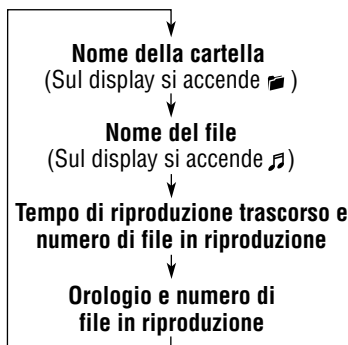 Nome della cartella
(Sul display si accende 📁 )
Nome del file
(Sul display si accende 🎵)
Tempo di riproduzione trascorso e
numero di file in riproduzione
Orologio e numero di
file in riproduzione